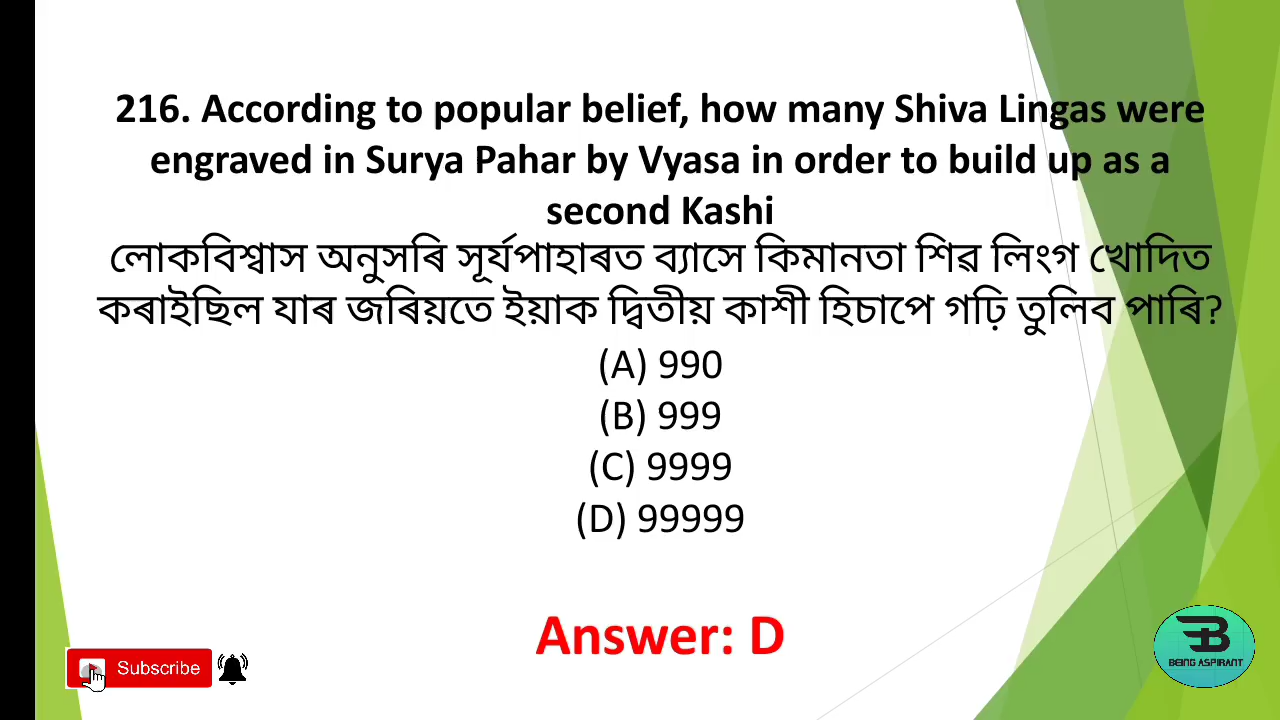 216. According to popular belief, how many Shiva Lingas were
engraved in Surya Pahar by Vyasa in order to build up as a
second Kashi
লোকবিশ্বাস অনুসৰি সূৰ্যপাহাৰত ব্যাসে কিমানতা শিৱ লিংগ খোদিত
কৰাইছিল যাৰ জৰিয়তে ইয়াক দ্বিতীয় কাশী হিচাপে গঢ়ি তুলিব পাৰি?
(A) 990
(B) 999
(C) 9999
(D) 99999
Answer: D
Subscribe
BEING ASPIRANT